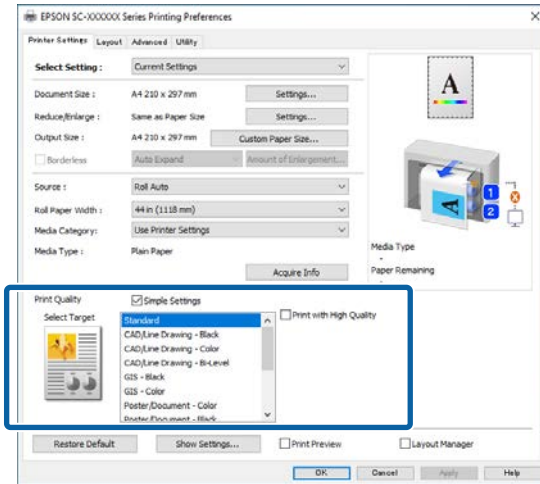 EPSON SC-XXXXXX Series Printing Preferences
Printer Settings Layout Advanced Utility
Select Setting : Current Settings
Document Size : A4 210 x 297 mm Settings...
Reduce/Enlarge : Same as Paper Size Settings...
Output Size : A4 210 x 297 mm Custom Paper Size...
Borderless Auto Expand Amount of Enlargement...
Source : Roll Auto
Roll Paper Width : 44 in (1118 mm)
Media Category: Use Printer Settings
Media Type : Plain Paper
Acquire Info
A
A
1
2
Media Type
-
Paper Remaining
-
Print Quality Simple Settings
Select Target
Standard
CAD/Line Drawing - Black
CAD/Line Drawing - Color
CAD/Line Drawing - Bi-Level
GIS - Black
GIS - Color
Poster/Document - Color
Poster/Document - Black
Print with High Quality
Restore Default Show Settings... Print Preview Layout Manager
OK Cancel Apply Help